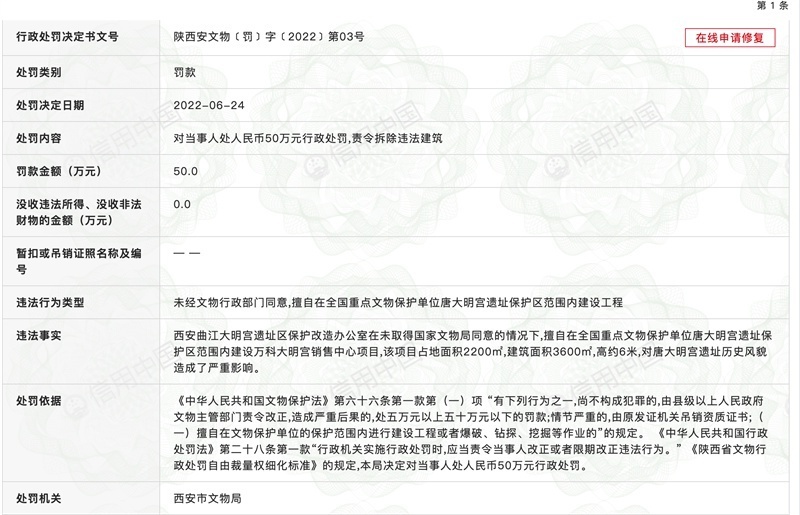 第 1 条
行政处罚决定书文号
陕西安文物〔罚〕字〔2022〕第03号
在线申请修复
处罚类别
罚款
处罚决定日期
2022-06-24
处罚内容
对当事人处人民币50万元行政处罚,责令拆除违法建筑
罚款金额（万元）
50.0
没收违法所得、没收非法
财物的金额（万元）
0.0
暂扣或吊销证照名称及编
号
— —
违法行为类型
未经文物行政部门同意,擅自在全国重点文物保护单位唐大明宫遗址保护区范围内建设工程
违法事实
西安曲江大明宫遗址区保护改造办公室在未取得国家文物局同意的情况下,擅自在全国重点文物保护单位唐大明宫遗址保
护区范围内建设万科大明宫销售中心项目,该项目占地面积2200㎡,建筑面积3600㎡,高约6米,对唐大明宫遗址历史风貌
造成了严重影响。
处罚依据
《中华人民共和国文物保护法》第六十六条第一款第（一）项 “有下列行为之一,尚不构成犯罪的,由县级以上人民政府
文物主管部门责令改正,造成严重后果的,处五万元以上五十万元以下的罚款;情节严重的,由原发证机关吊销资质证书;（
一）擅自在文物保护单位的保护范围内进行建设工程或者爆破、钻探、挖掘等作业的”的规定。 《中华人民共和国行政
处罚法》第二十八条第一款“行政机关实施行政处罚时,应当责令当事人改正或者限期改正违法行为。” 《陕西省文物行
政处罚自由裁量权细化标准》的规定,本局决定对当事人处人民币50万元行政处罚。
处罚机关
西安市文物局
信用中国
信用中国
信用中国
信用中国
信用中国
信用中国